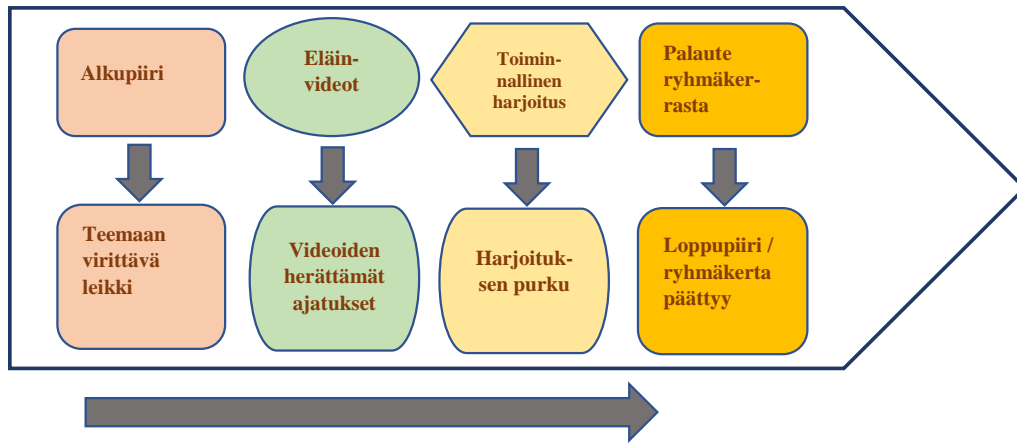 Alkupiiri
Teemaan
virittävä
leikki
Eläin-
videot
Videoiden
herättämät
ajatukset
Toimin-
nallinen
harjoitus
Harjoituk-
sen purku
Palaute
ryhmäker-
rasta
Loppupiiri /
ryhmäkerta
päättyy